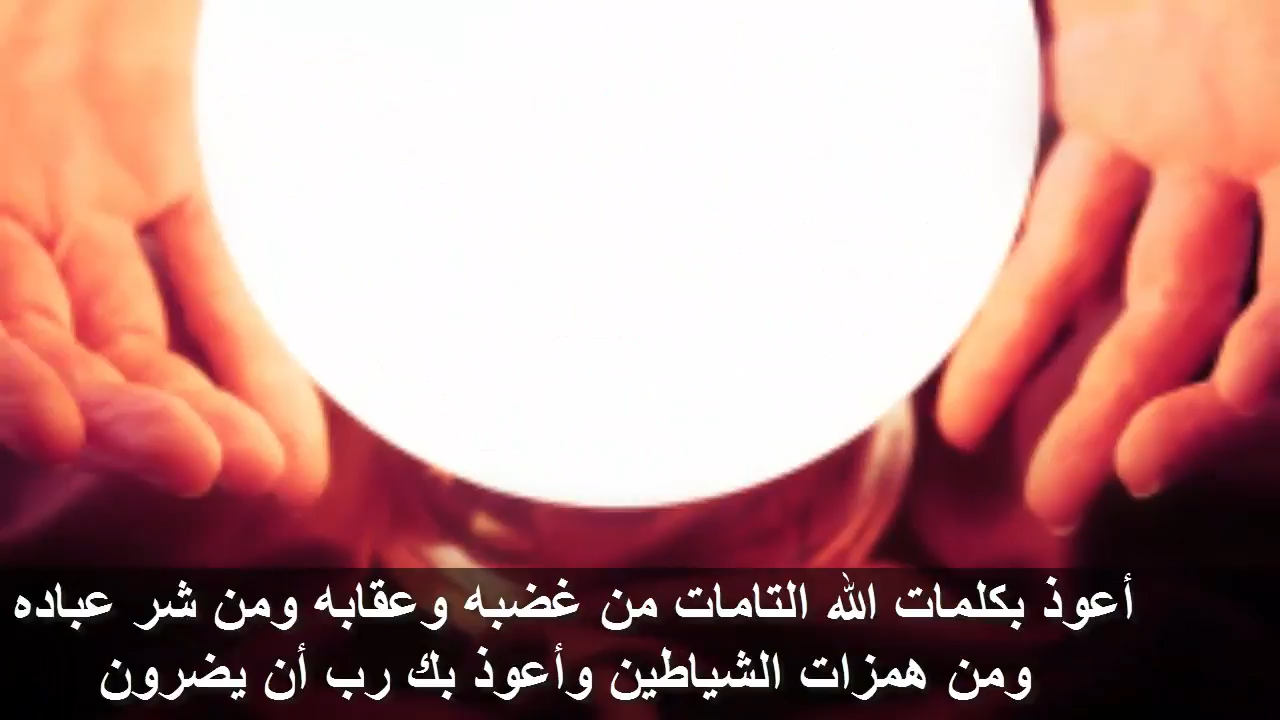 أعوذ بكلمات الله التامات من غضبه وعقابه ومن شر عباده
ومن همزات الشياطين وأعوذ بك رب أن يضرون